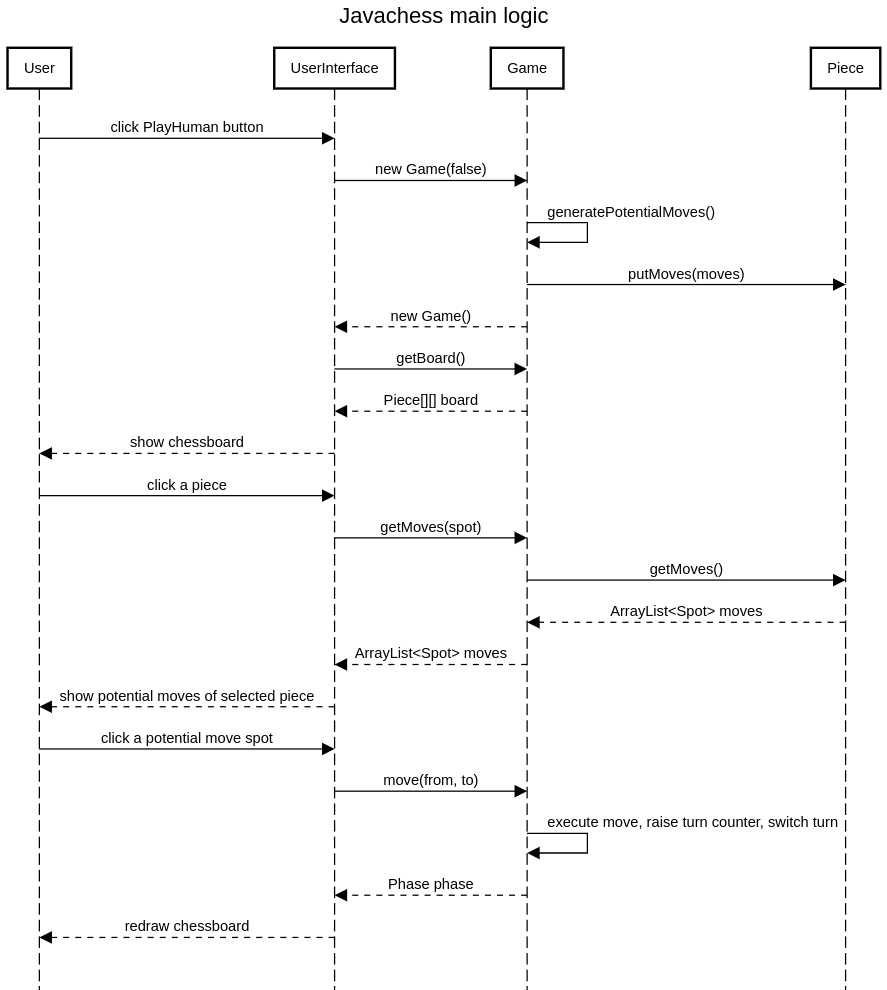 Javachess main logic
User
UserInterface
Game
Piece
click PlayHuman button
new Game(false)
generatePotentialMoves()
putMoves(moves)
new Game()
getBoard()
Piece[][] board
show chessboard
click a piece
getMoves(spot)
getMoves()
ArrayList<Spot> moves
ArrayList<Spot> moves
show potential moves of selected piece
click a potential move spot
move(from, to)
execute move, raise turn counter, switch turn
Phase phase
redraw chessboard